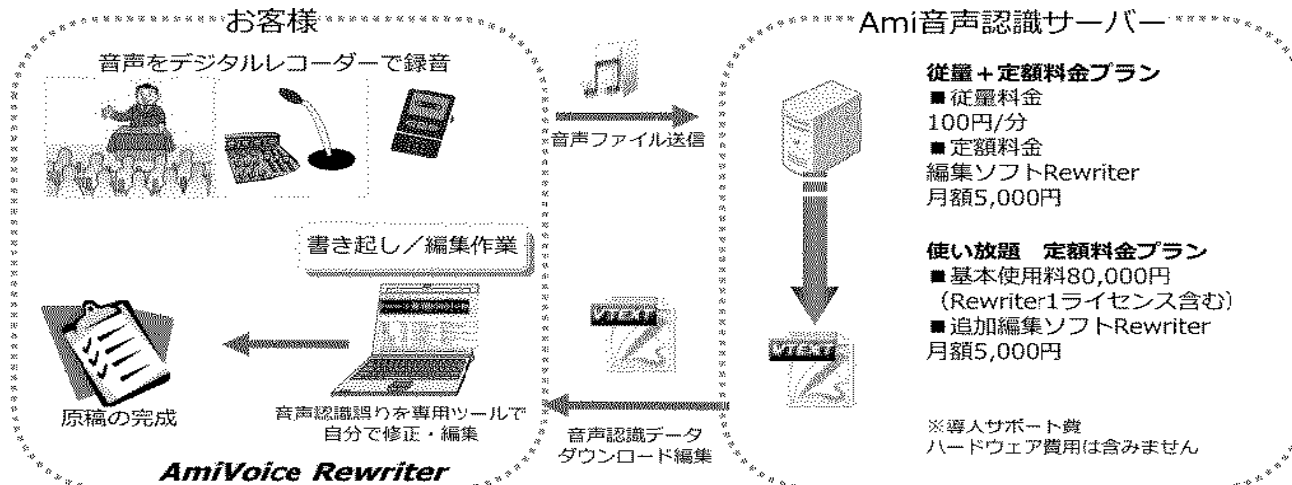 お客様
音声をデジタルレコーダーで録音
音声ファイル送信
Ami音声認識サーバー
従量+定額料金プラン
■従量料金
100円/分
■定額料金
編集ソフトRewriter
月額5,000円
使い放題 定額料金プラン
■基本使用料80,000円
(Rewriter1ライセンス含む)
■追加編集ソフトRewriter
月額5,000円
※導入サポート費
ハードウェア費用は含みません
VTEXT
VTEXT
音声認識データ
ダウンロード編集
書き起し/編集作業
音声認識誤りを専用ツールで
自分で修正・編集
原稿の完成
AmiVoice Rewriter